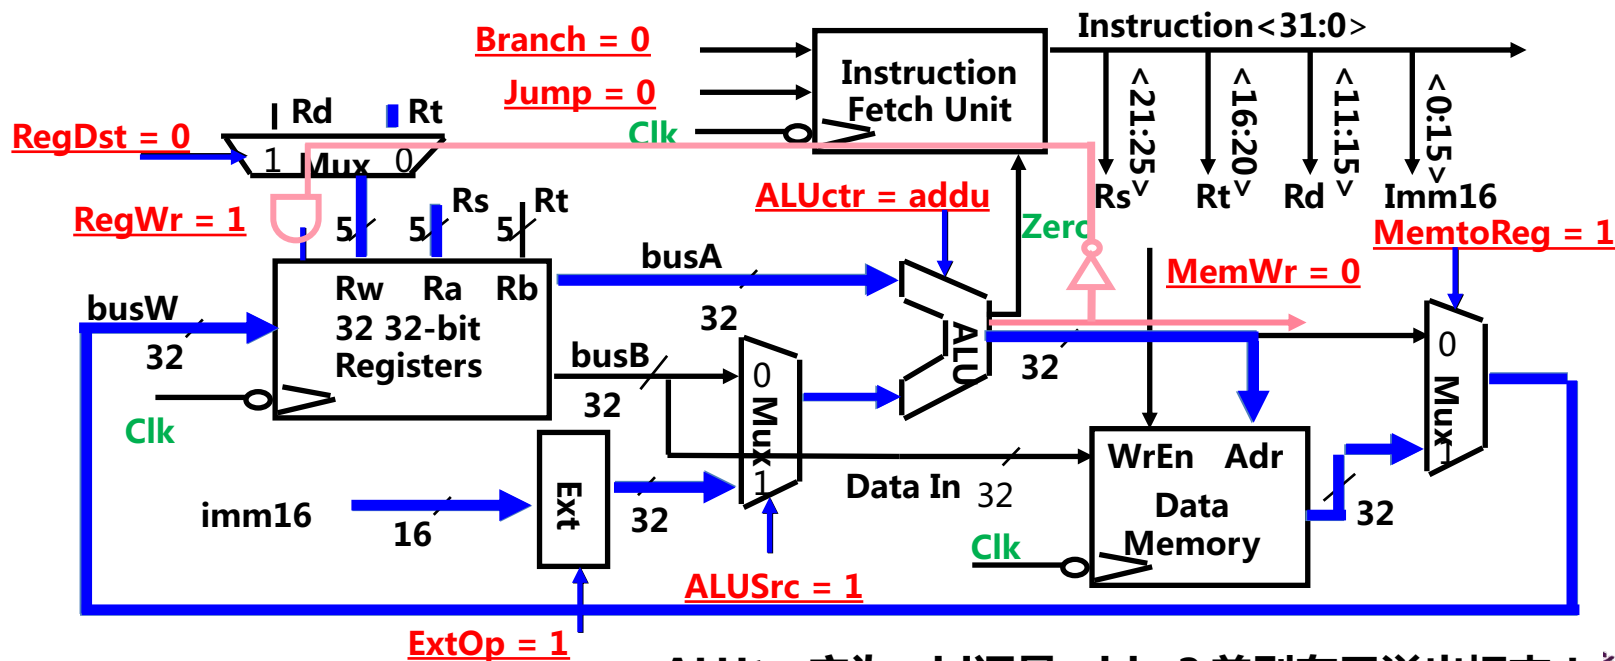 Instruction<31:0>
Branch = 0
Instruction
Fetch Unit
Jump = 0
Clk
<21:25>
<16:20>
<11:15>
<0:15>
Rs
Rt
Rd
Imm16
Rd
Rt
RegDst = 0
1
Mux
0
RegWr = 1
5
5
Rs
5
Rt
ALUctr = addu
Zero
MemtoReg = 1
MemWr = 0
busA
32
busW
32
Rw
Ra
Rb
32 32-bit
Registers
Clk
busB
32
0
Mux
1
ALU
32
0
Mux
1
WrEn
Adr
Data
Memory
Clk
Data In
32
32
imm16
16
Ext
32
ALUSrc = 1
ExtOp = 1